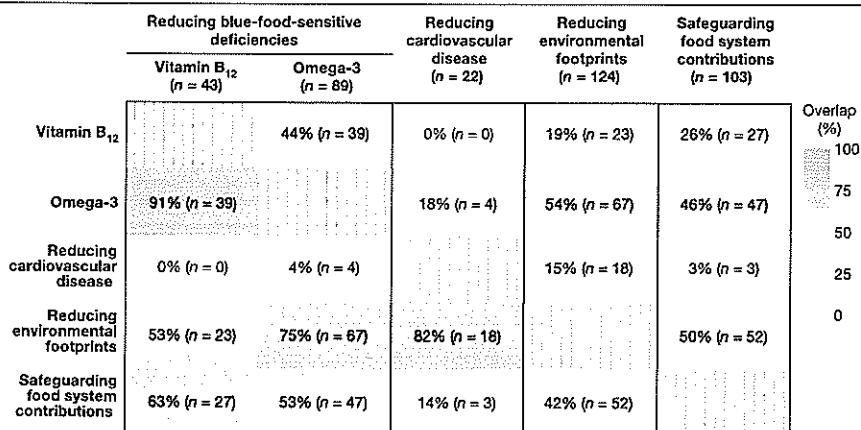 Reducing blue-food-sensitive
deficiencies
Vitamin B12
(n = 43)
Omega-3
(n = 89)
Reducing
cardiovascular
disease
(n = 22)
Reducing
environmental
footprints
(n = 124)
Safeguarding
food system
contributions
(n = 103)
Vitamin B12
44% (n = 39)
0% (n = 0)
19% (n = 23)
26% (n = 27)
Omega-3
91% (n = 39)
18% (n = 4)
54% (n = 67)
46% (n = 47)
Reducing
cardiovascular
disease
0% (n = 0)
4% (n = 4)
15% (n = 18)
3% (n = 3)
Reducing
environmental
footprints
53% (n = 23)
75% (n = 67)
82% (n = 18)
50% (n = 52)
Safeguarding
food system
contributions
63% (n = 27)
53% (n = 47)
14% (n = 3)
42% (n = 52)
Overlap
(%)
100
75
50
25
0